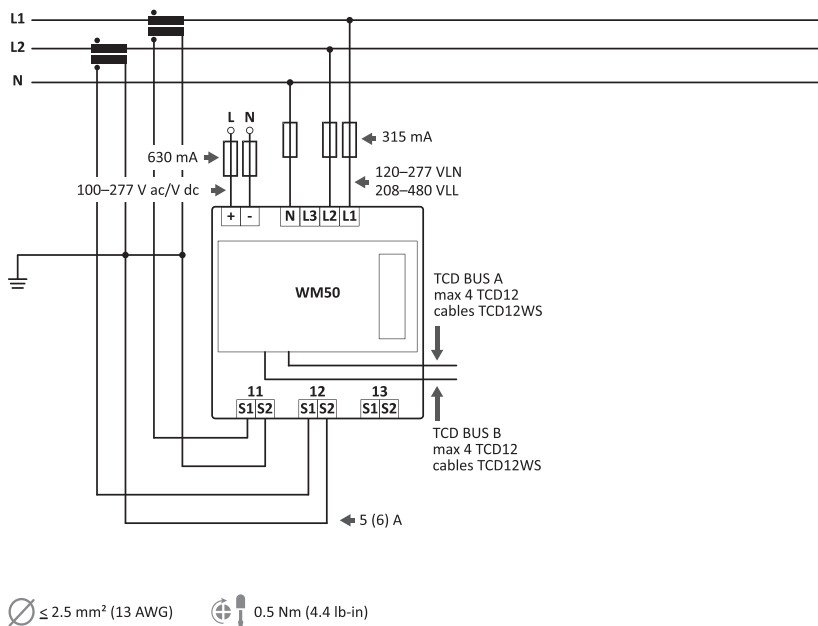 L1
L2
N
L N
630 mA
315 mA
100–277 V ac/V dc
120–277 VLN
208–480 VLL
+ - N L3 L2 L1
WM50
TCD BUS A
max 4 TCD12
cables TCD12WS
11 12 13
S1 S2 S1 S2 S1 S2
TCD BUS B
max 4 TCD12
cables TCD12WS
5 (6) A
≤ 2.5 mm² (13 AWG)
0.5 Nm (4.4 lb-in)